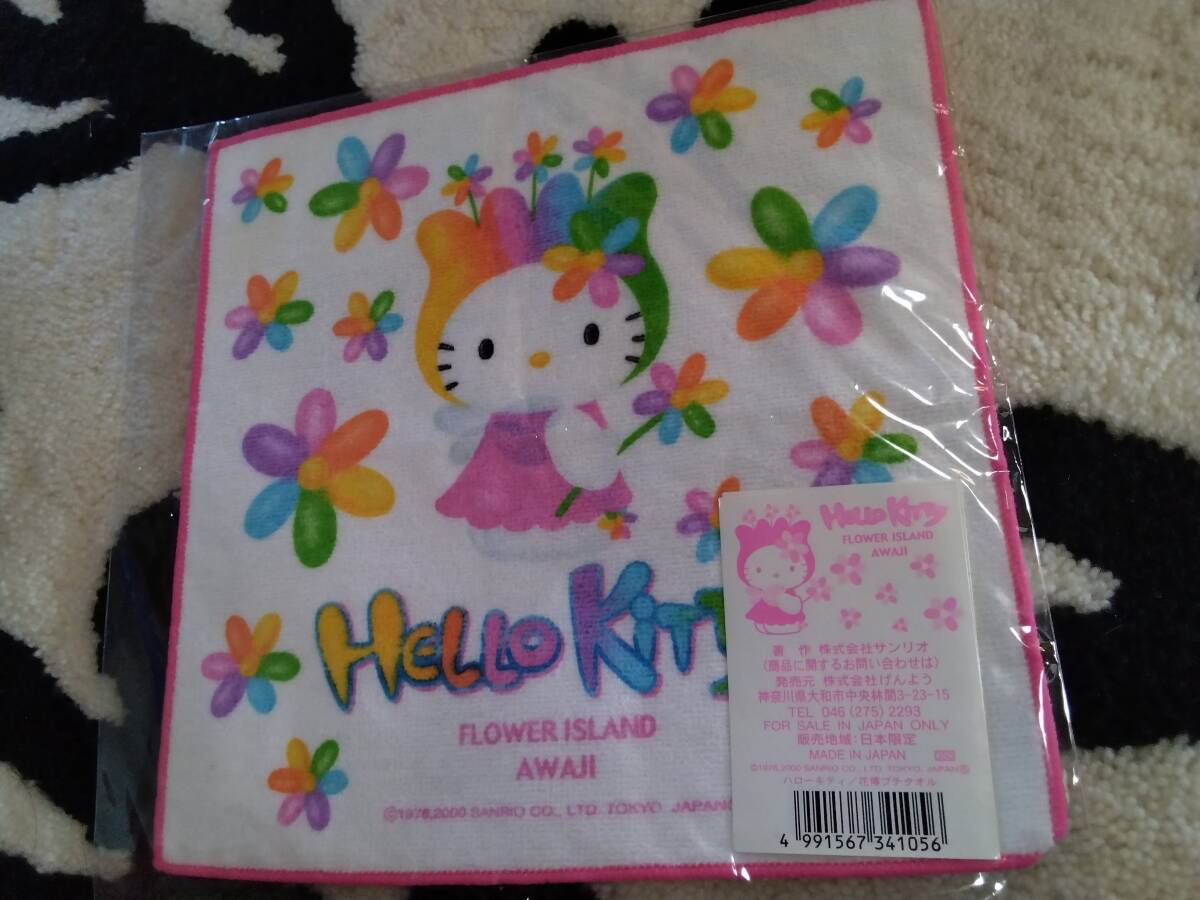 HELLO KITTY
FLOWER ISLAND
AWAJI
©1976,2000 SANRIO CO., LTD. TOKYO, JAPAN
HELLO KITTY
FLOWER ISLAND
AWAJI
著 作 株式会社サンリオ
(商品に関するお問い合わせは)
発売元 株式会社げんよう
神奈川県大和市中央林間3-23-15
TEL 046 (275) 2293
FOR SALE IN JAPAN ONLY
販売地域:日本限定
MADE IN JAPAN
©1976,2000 SANRIO CO., LTD. TOKYO, JAPAN
ハローキティ/花博プチタオル
4 991567 341056